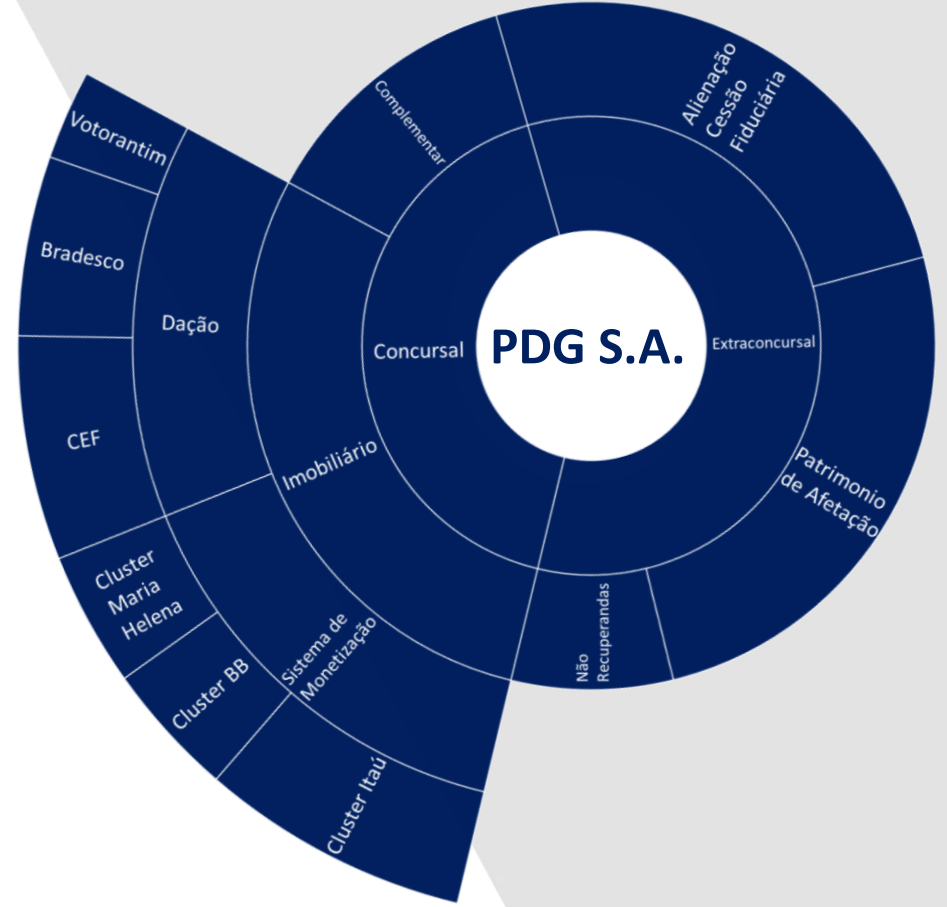 PDG S.A.
Concursal
Extraconcursal
Complementar
Alienação
Cessão
Fiduciária
Patrimonio
de Afetação
Não
Recuperandas
Imobiliário
Dação
Sistema de
Monetização
Votorantim
Bradesco
CEF
Cluster
Maria
Helena
Cluster BB
Cluster Itaú